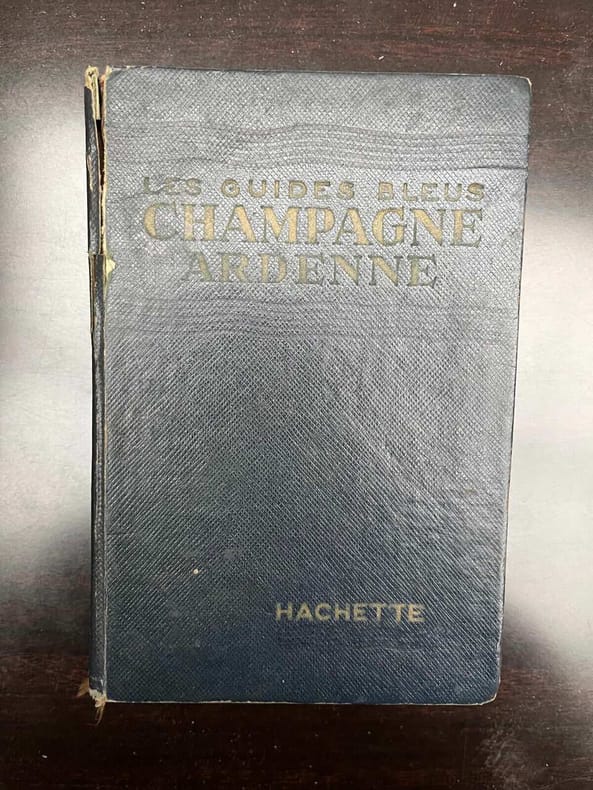 LES GUIDES BLEUS
CHAMPAGNE
ARDENNE
HACHETTE